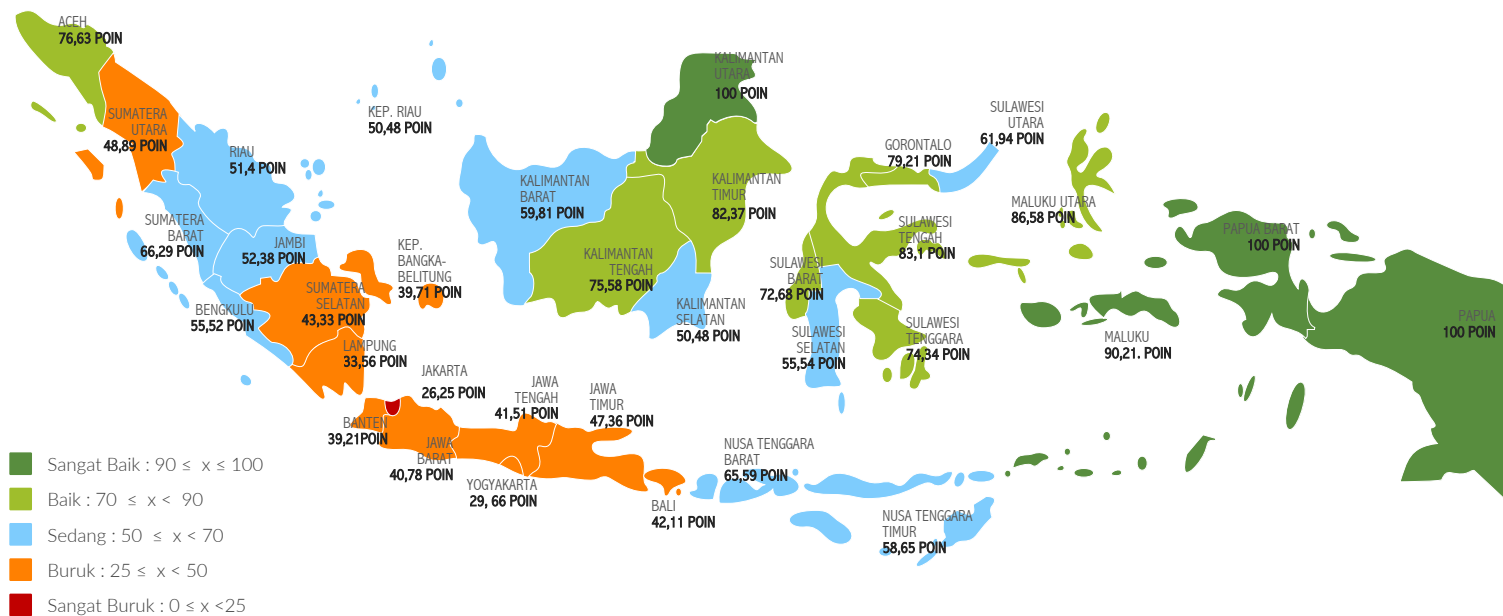 ACEH
76,63 POIN
SUMATERA
UTARA
48,89 POIN
RIAU
51,4 POIN
KEP. RIAU
50,48 POIN
SUMATERA
BARAT
66,29 POIN
JAMBI
52,38 POIN
KEP.
BANGKA-
BELITUNG
39,71 POIN
SUMATERA
SELATAN
43,33 POIN
BENGKULU
55,52 POIN
LAMPUNG
33,56 POIN
JAKARTA
26,25 POIN
BANTEN
39,21POIN
JAWA
BARAT
40,78 POIN
JAWA
TENGAH
41,51 POIN
YOGYAKARTA
29, 66 POIN
JAWA
TIMUR
47,36 POIN
BALI
42,11 POIN
KALIMANTAN
UTARA
100 POIN
KALIMANTAN
BARAT
59,81 POIN
KALIMANTAN
TIMUR
82,37 POIN
KALIMANTAN
TENGAH
75,58 POIN
KALIMANTAN
SELATAN
50,48 POIN
GORONTALO
79,21 POIN
SULAWESI
UTARA
61,94 POIN
SULAWESI
TENGAH
83,1 POIN
SULAWESI
BARAT
72,68 POIN
SULAWESI
SELATAN
55,54 POIN
SULAWESI
TENGGARA
74,34 POIN
MALUKU UTARA
86,58 POIN
MALUKU
90,21. POIN
PAPUA BARAT
100 POIN
PAPUA
100 POIN
NUSA TENGGARA
BARAT
65,59 POIN
NUSA TENGGARA
TIMUR
58,65 POIN
Sangat Baik : 90 ≤ x ≤ 100
Baik : 70 ≤ x < 90
Sedang : 50 ≤ x < 70
Buruk : 25 ≤ x < 50
Sangat Buruk : 0 ≤ x <25